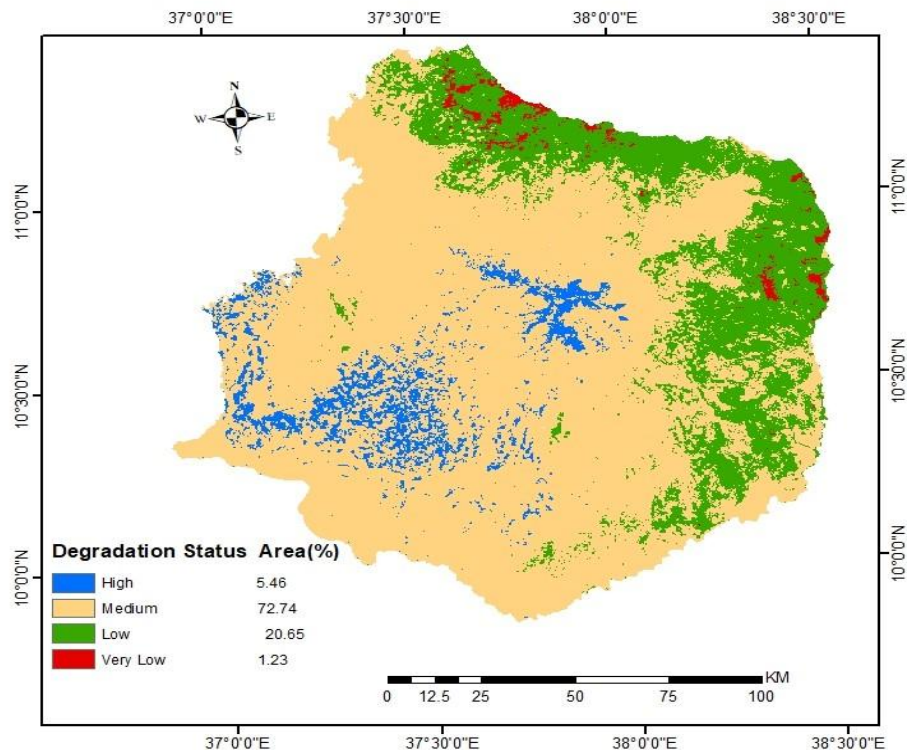 37°0'0"E 37°30'0"E 38°0'0"E 38°30'0"E
N
W E
S
11°0'0"N 11°0'0"N
10°30'0"N 10°30'0"N
10°0'0"N 10°0'0"N
Degradation Status Area(%)
High 5.46
Medium 72.74
Low 20.65
Very Low 1.23
KM
0 12.5 25 50 75 100
37°0'0"E 37°30'0"E 38°0'0"E 38°30'0"E